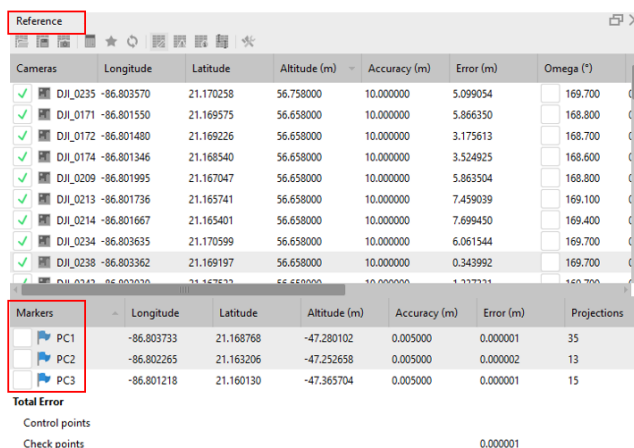 Reference
Cameras Longitude Latitude Altitude (m) Accuracy (m) Error (m) Omega (°)
DJI_0235 -86.803570 21.170258 56.758000 10.000000 5.099054 169.700
DJI_0171 -86.801550 21.169575 56.658000 10.000000 5.866350 168.800
DJI_0172 -86.801480 21.169226 56.658000 10.000000 3.175613 168.700
DJI_0174 -86.801346 21.168540 56.658000 10.000000 3.524925 168.600
DJI_0209 -86.801995 21.167047 56.658000 10.000000 5.863504 168.800
DJI_0213 -86.801736 21.165741 56.658000 10.000000 7.459039 169.100
DJI_0214 -86.801667 21.165401 56.658000 10.000000 7.699450 169.400
DJI_0234 -86.803635 21.170599 56.658000 10.000000 6.061544 169.700
DJI_0238 -86.803362 21.169197 56.658000 10.000000 0.343992 169.700
Markers Longitude Latitude Altitude (m) Accuracy (m) Error (m) Projections
PC1 -86.803733 21.168768 -47.280102 0.005000 0.000001 35
PC2 -86.802265 21.163206 -47.252658 0.005000 0.000002 13
PC3 -86.801218 21.160130 -47.365704 0.005000 0.000001 15
Total Error
Control points
Check points 0.000001